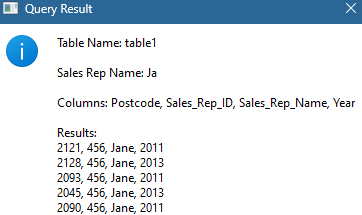 Query Result
Table Name: table1
Sales Rep Name: Ja
Columns: Postcode, Sales_Rep_ID, Sales_Rep_Name, Year
Results:
2121, 456, Jane, 2011
2128, 456, Jane, 2013
2093, 456, Jane, 2011
2045, 456, Jane, 2013
2090, 456, Jane, 2011